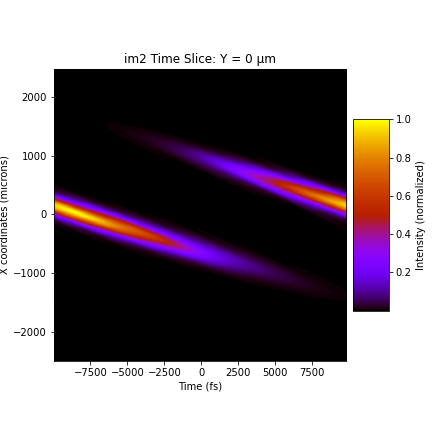 im2 Time Slice: Y = 0 μm
2000
1000
0
−1000
−2000
X coordinates (microns)
−7500 −5000 −2500 0 2500 5000 7500
Time (fs)
1.0
0.8
0.6
0.4
0.2
Intensity (normalized)